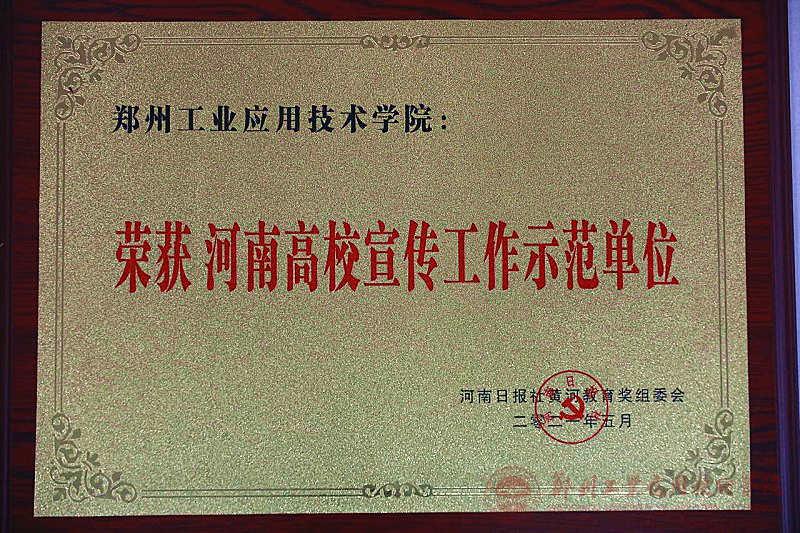 郑州工业应用技术学院：
荣获 河南高校宣传工作示范单位
河南日报社黄河教育奖组委会
二零二一年五月